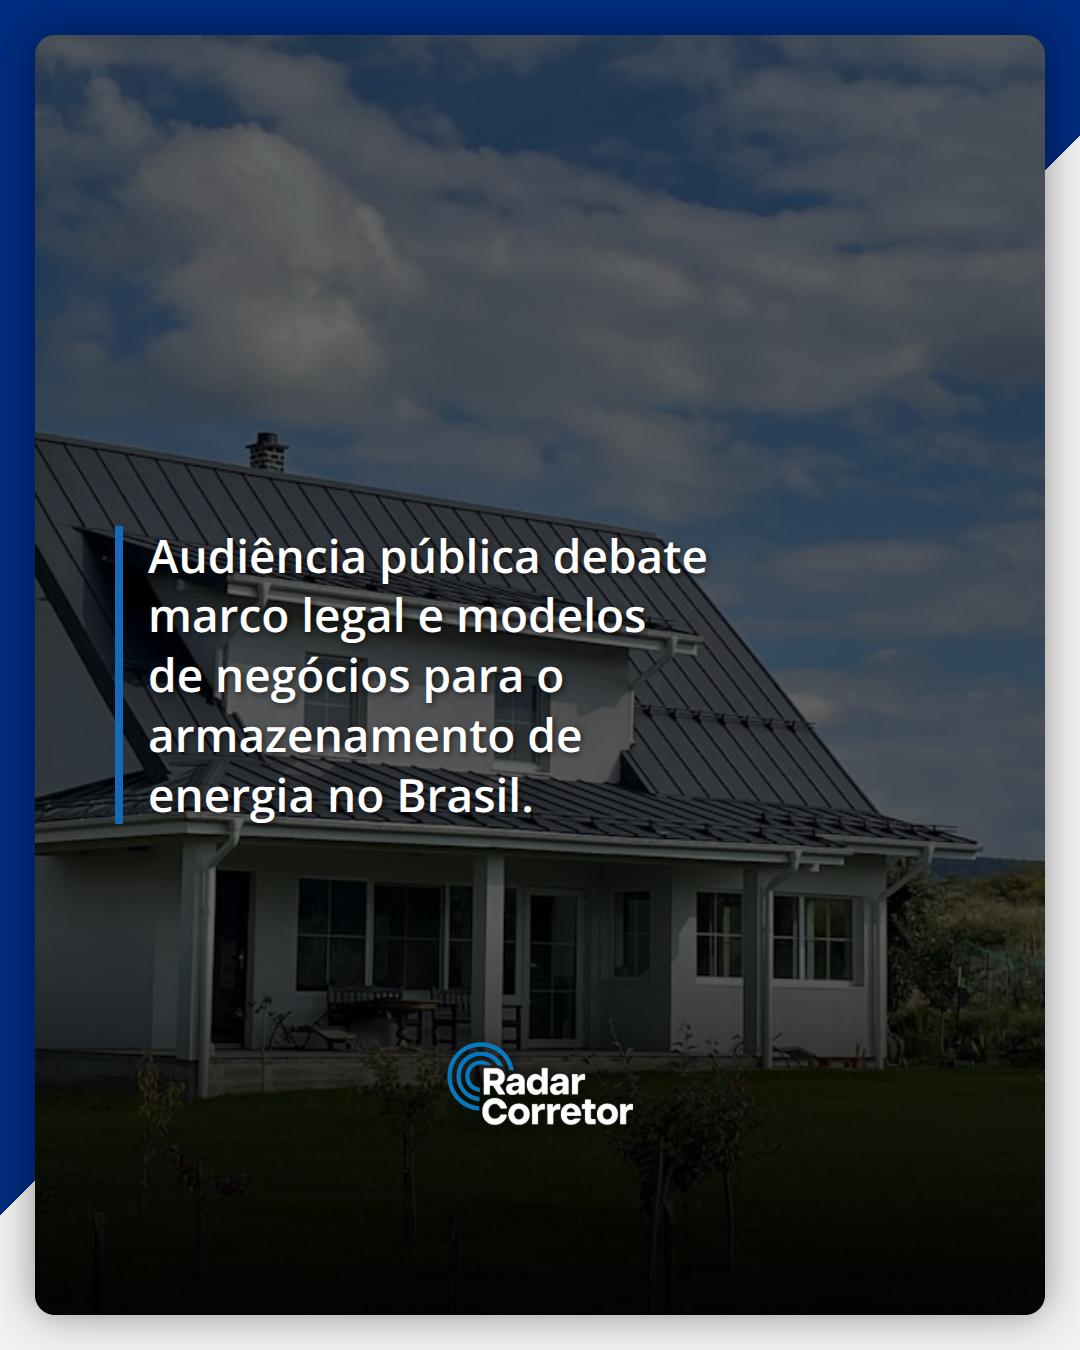 Audiência pública debate
marco legal e modelos
de negócios para o
armazenamento de
energia no Brasil.
Radar
Corretor